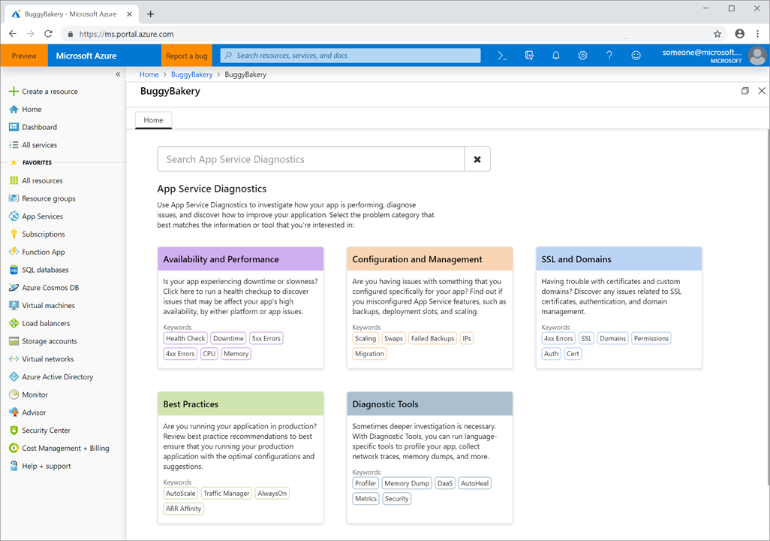 BuggyBakery - Microsoft Azure
https://ms.portal.azure.com
Preview
Microsoft Azure
Report a bug
Search resources, services, and docs
someone@microsoft....
MICROSOFT
Create a resource
Home
Dashboard
All services
FAVORITES
All resources
Resource groups
App Services
Subscriptions
Function App
SQL databases
Azure Cosmos DB
Virtual machines
Load balancers
Storage accounts
Virtual networks
Azure Active Directory
Monitor
Advisor
Security Center
Cost Management + Billing
Help + support
Home > BuggyBakery > BuggyBakery
BuggyBakery
Home
Search App Service Diagnostics
App Service Diagnostics
Use App Service Diagnostics to investigate how your app is performing, diagnose
issues, and discover how to improve your application. Select the problem category that
best matches the information or tool that you're interested in:
Availability and Performance
Is your app experiencing downtime or slowness?
Click here to run a health checkup to discover
issues that may be affect your app's high
availability, by either platform or app issues.
Keywords
Health Check Downtime 5xx Errors
4xx Errors CPU Memory
Configuration and Management
Are you having issues with something that you
configured specifically for your app? Find out if
you misconfigured App Service features, such as
backups, deployment slots, and scaling.
Keywords
Scaling Swaps Failed Backups IPs
Migration
SSL and Domains
Having trouble with certificates and custom
domains? Discover any issues related to SSL
certificates, authentication, and domain
management.
Keywords
4xx Errors SSL Domains Permissions
Auth Cert
Best Practices
Are you running your application in production?
Review best practice recommendations to best
ensure that you running your production
application with the optimal configurations and
suggestions.
Keywords
AutoScale Traffic Manager AlwaysOn
ARR Affinity
Diagnostic Tools
Sometimes deeper investigation is necessary.
With Diagnostic Tools, you can run language-
specific tools to profile your app, collect
network traces, memory dumps, and more.
Keywords
Profiler Memory Dump DaaS AutoHeal
Metrics Security